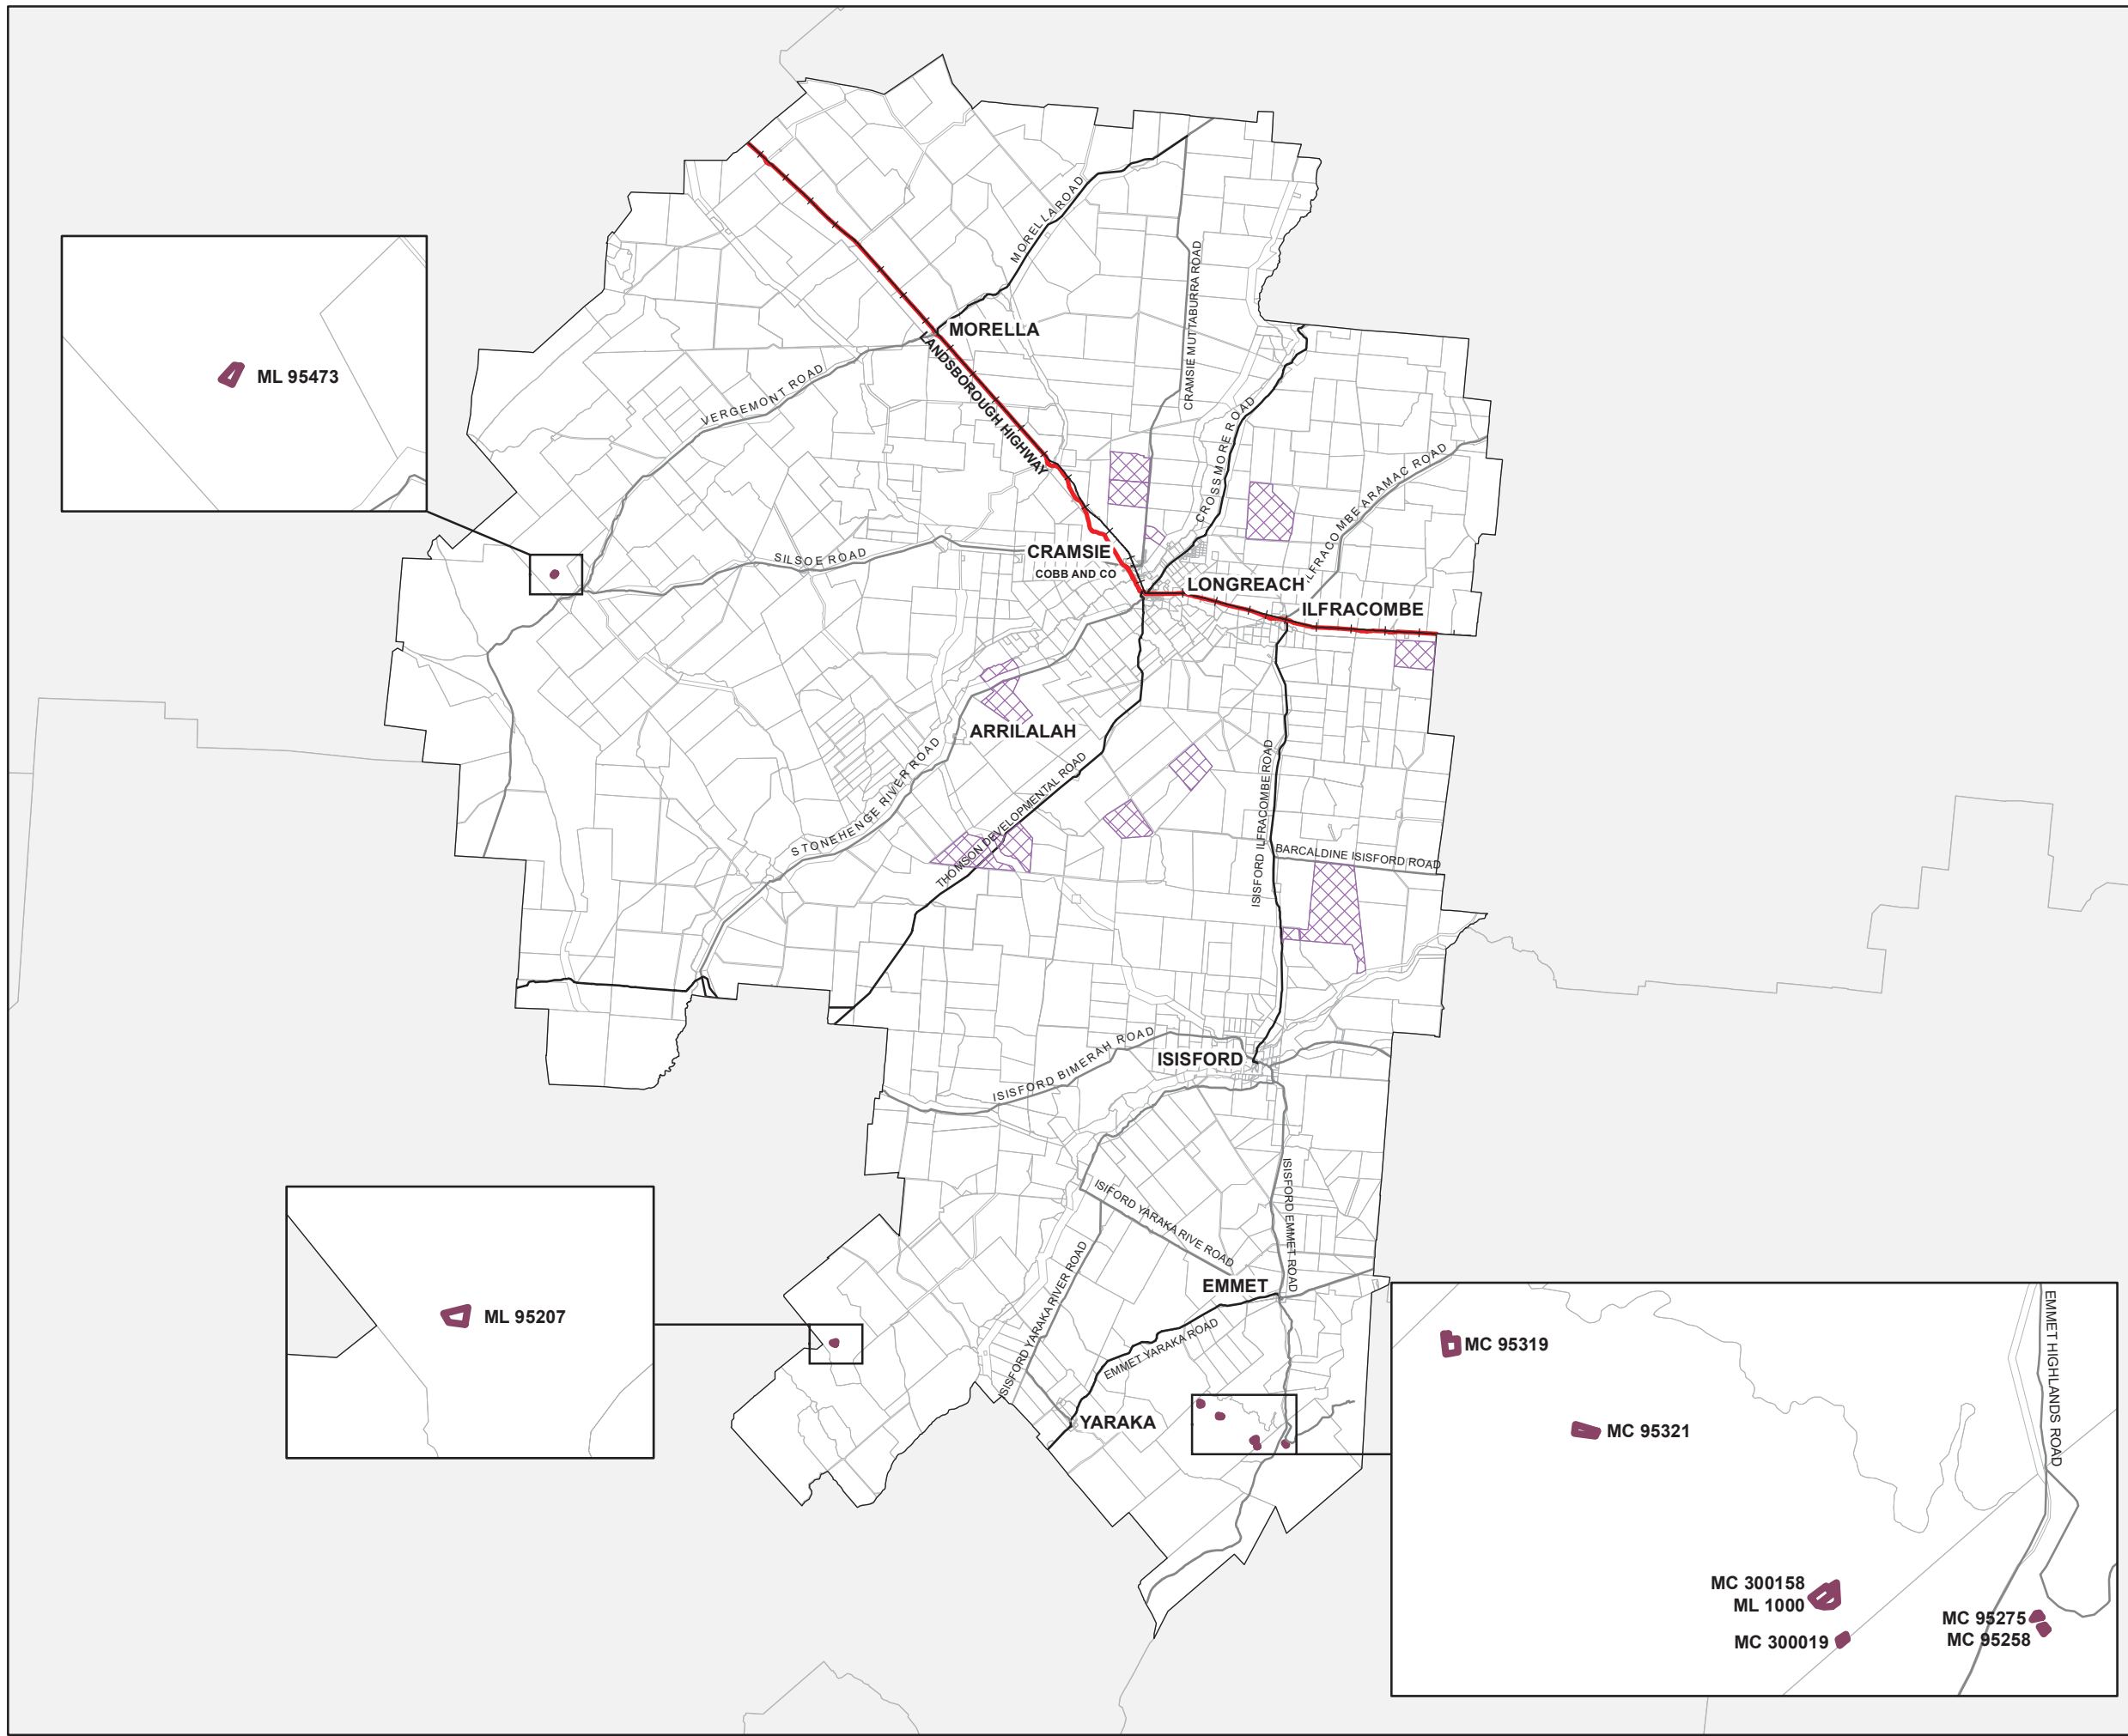 MORELLA ROAD
CRAMSIE MUTTABURRA ROAD
MORELLA
LANDSBOROUGH HIGHWAY
VERGEMONT ROAD
ML 95473
CROSSMORE ROAD
ILFRACOMBE ARAMAC ROAD
SILSOE ROAD
CRAMSIE
COBB AND CO
LONGREACH
ILFRACOMBE
ARRILALAH
STONEHENGE RIVER ROAD
THOMSON DEVELOPMENTAL ROAD
ISISFORD ILFRACOMBE ROAD
BARCALDINE ISISFORD ROAD
ISISFORD BIMERAH ROAD
ISISFORD
ISIFORD YARAKA RIVE ROAD
ISISFORD EMMET ROAD
ISISFORD YARAKA RIVER ROAD
EMMET
EMMET YARAKA ROAD
YARAKA
ML 95207
EMMET HIGHLANDS ROAD
MC 95319
MC 95321
MC 300158
ML 1000
MC 300019
MC 95275
MC 95258